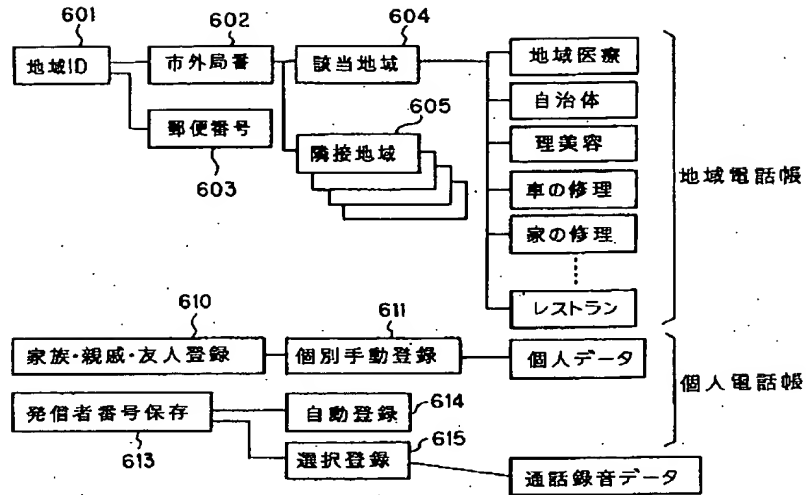 601
602
604
地域ID
市外局番
該当地域
地域医療
605
自治体
郵便番号
隣接地域
理美容
603
車の修理
地域電話帳
家の修理
レストラン
610
611
家族・親戚・友人登録
個別手動登録
個人データ
個人電話帳
発信者番号保存
自動登録
614
613
615
選択登録
通話録音データ